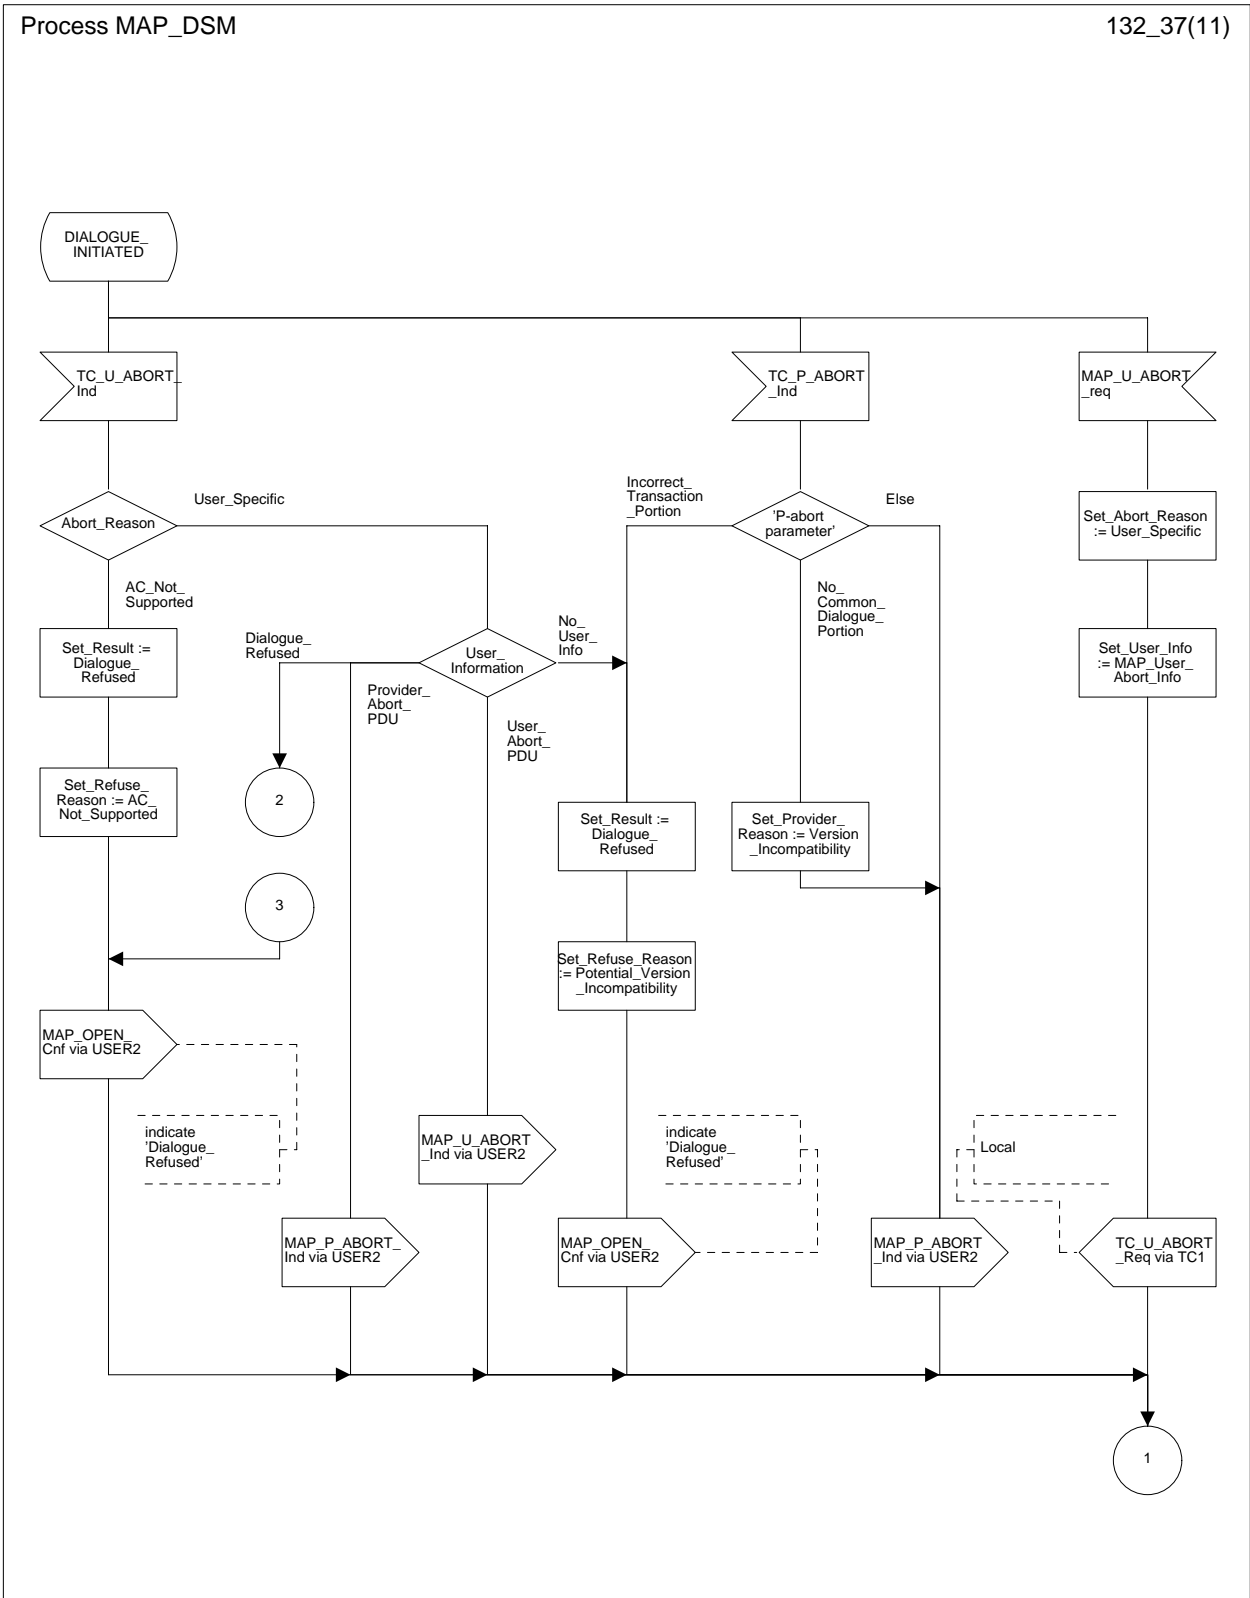 Process MAP_DSM
132_37(11)
DIALOGUE_
INITIATED
TC_U_ABORT_
Ind
TC_P_ABORT
_Ind
MAP_U_ABORT
_req
Abort_Reason
User_Specific
Incorrect_
Transaction
_Portion
'P-abort
parameter'
Else
Set_Abort_Reason
:= User_Specific
AC_Not_
Supported
No_
Common_
Dialogue_
Portion
Set_Result :=
Dialogue_
Refused
Dialogue_
Refused
Provider_
Abort_
PDU
User_
Information
No_
User_
Info
User_
Abort_
PDU
Set_User_Info
:= MAP_User_
Abort_Info
Set_Refuse_
Reason := AC_
Not_Supported
2
Set_Result :=
Dialogue_
Refused
Set_Provider_
Reason := Version
_Incompatibility
3
Set_Refuse_Reason
:= Potential_Version
_Incompatibility
MAP_OPEN_
Cnf via USER2
indicate
'Dialogue_
Refused'
MAP_U_ABORT
_Ind via USER2
indicate
'Dialogue_
Refused'
Local
MAP_P_ABORT_
Ind via USER2
MAP_OPEN_
Cnf via USER2
MAP_P_ABORT
_Ind via USER2
TC_U_ABORT
_Req via TC1
1